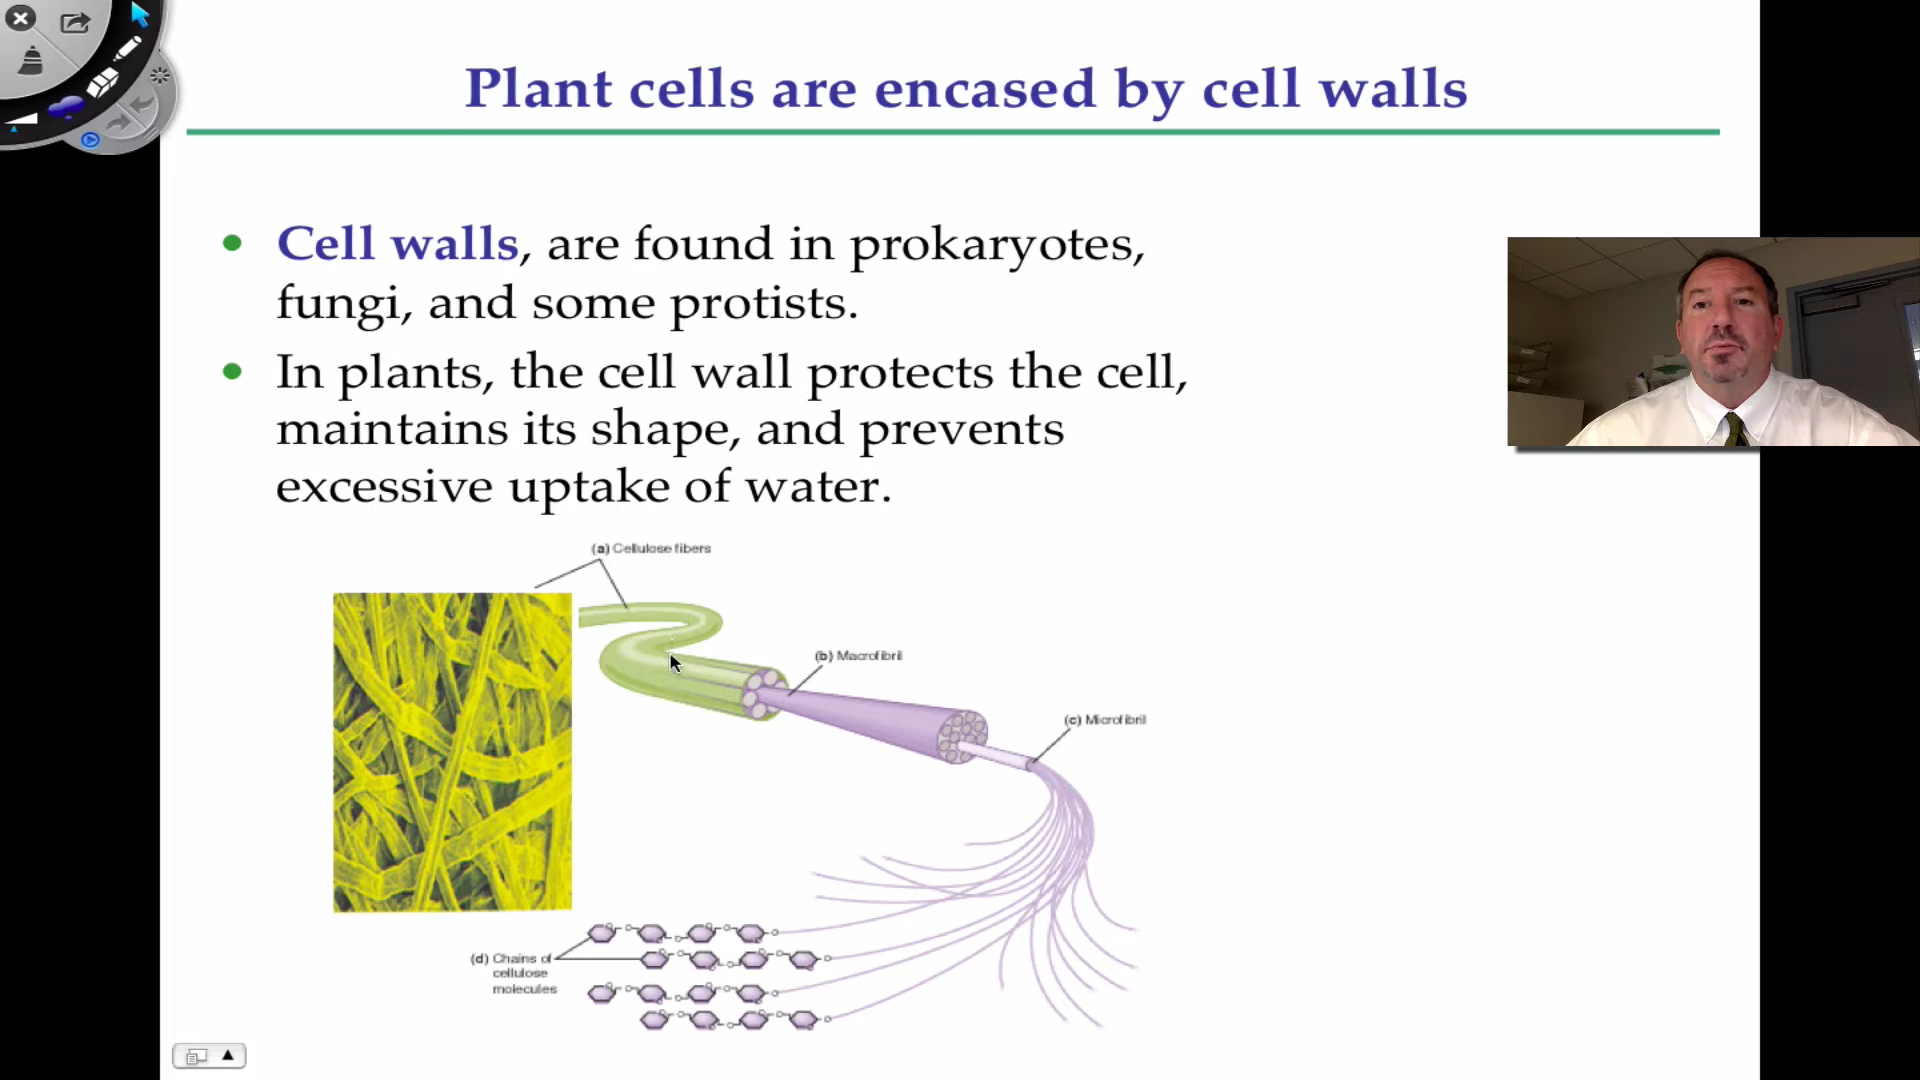 Plant cells are encased by cell walls
• Cell walls, are found in prokaryotes,
fungi, and some protists.
• In plants, the cell wall protects the cell,
maintains its shape, and prevents
excessive uptake of water.
(a) Cellulose fibers
(b) Macrofibril
(c) Microfibril
(d) Chains of
cellulose
molecules